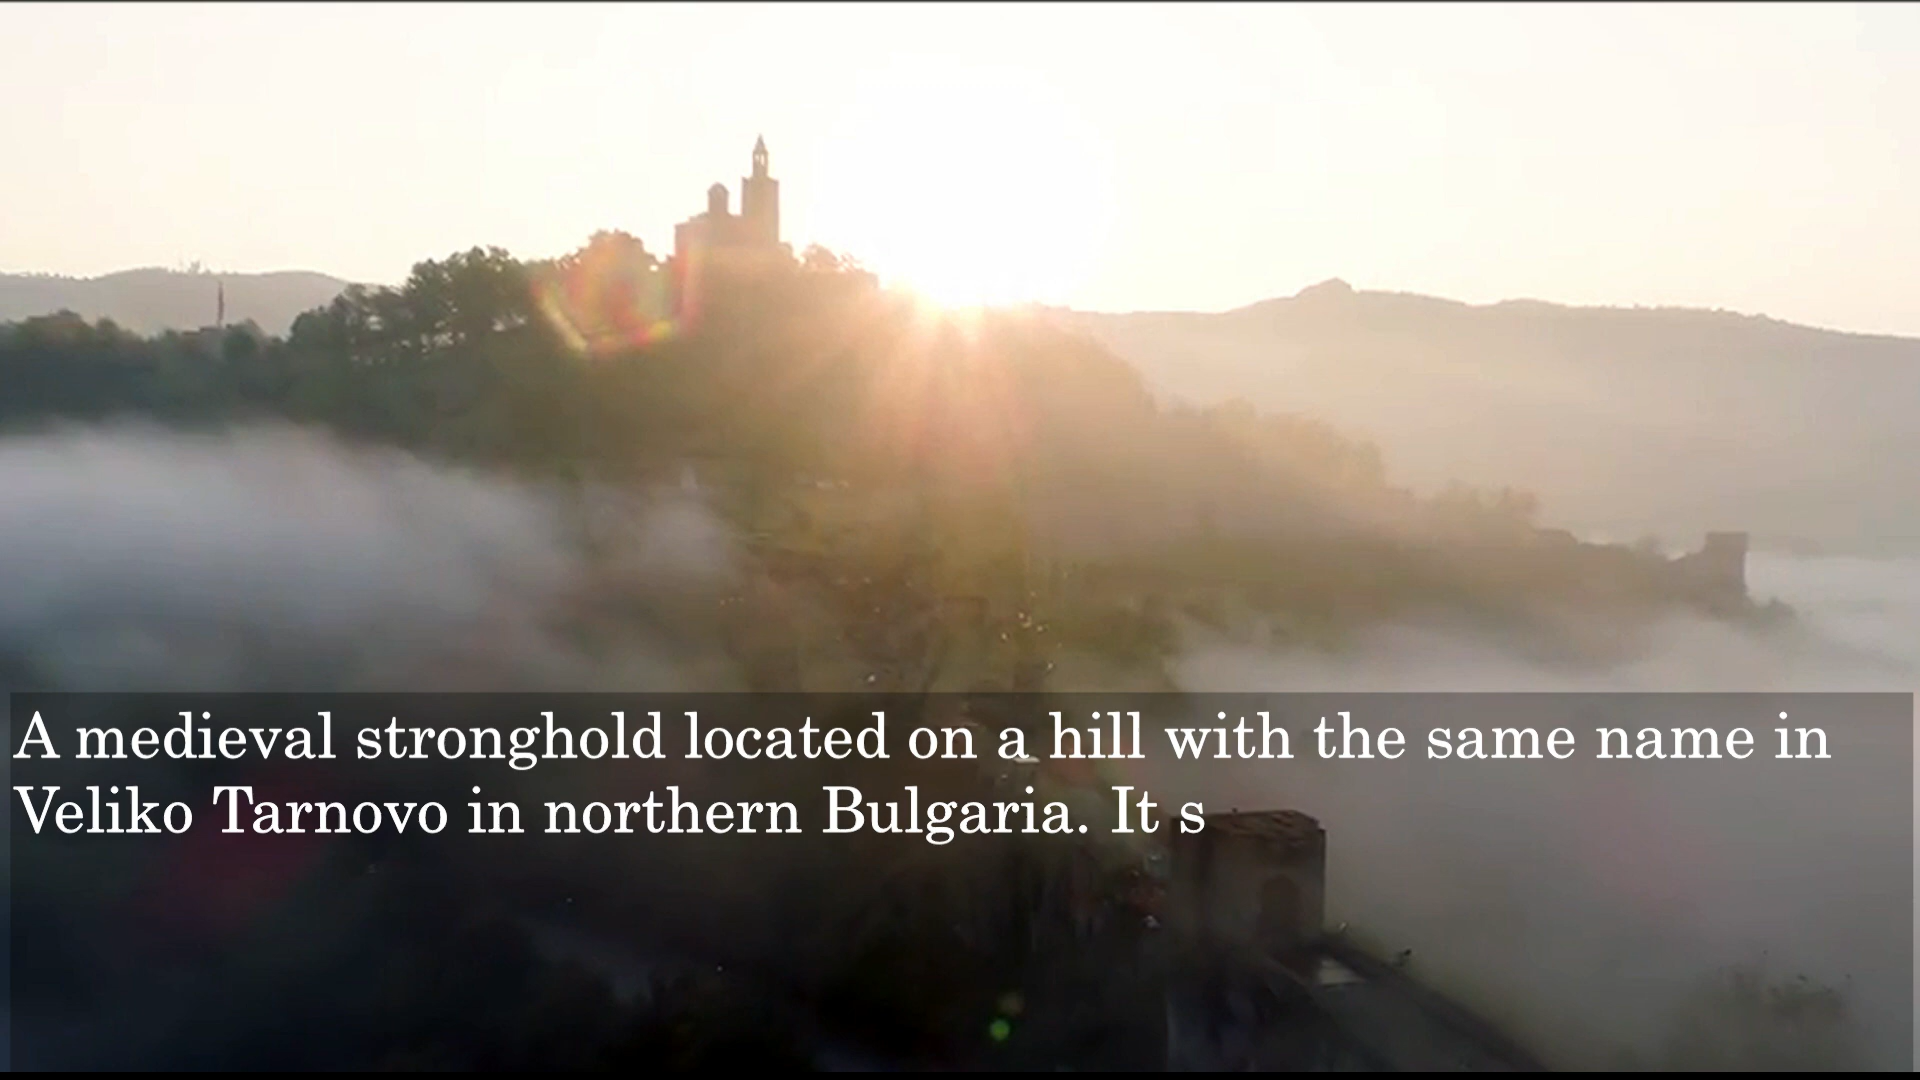 A medieval stronghold located on a hill with the same name in
Veliko Tarnovo in northern Bulgaria. It s